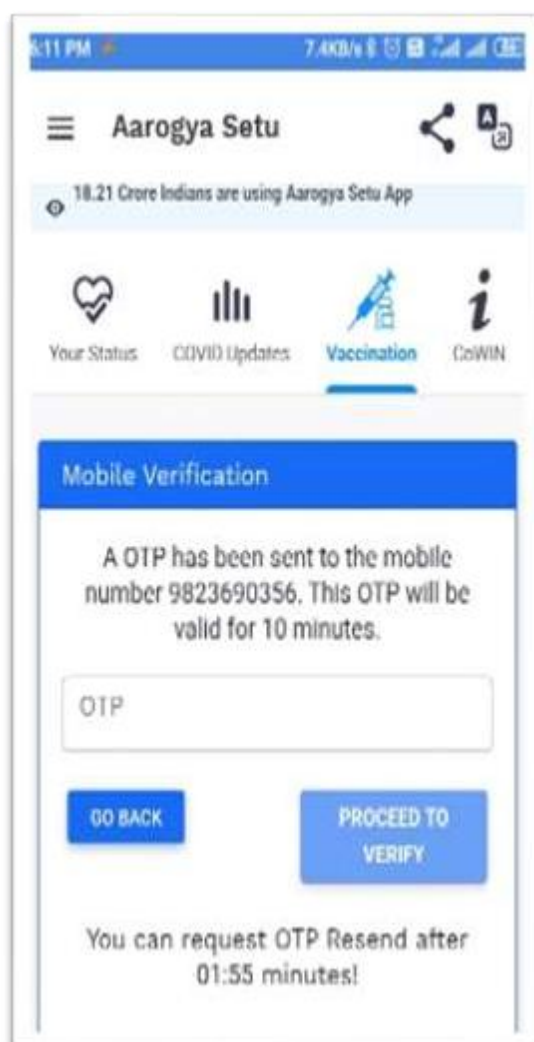 6:11 PM 7.4KB/s
Aarogya Setu
18.21 Crore Indians are using Aarogya Setu App
Your Status COVID Updates Vaccination CoWIN
Mobile Verification
A OTP has been sent to the mobile
number 9823690356. This OTP will be
valid for 10 minutes.
OTP
GO BACK
PROCEED TO
VERIFY
You can request OTP Resend after
01:55 minutes!